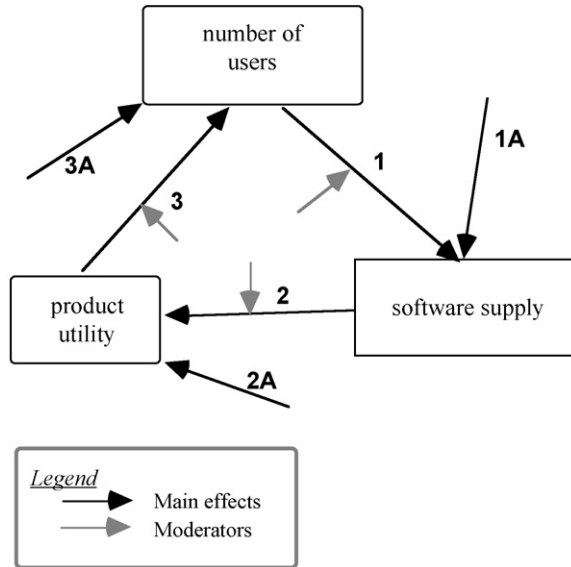 number of
users
3A
1
1A
3
product
utility
2
software supply
2A
Legend
Main effects
Moderators